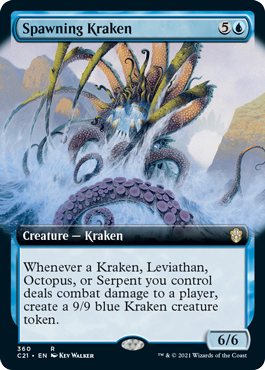 Spawning Kraken 5
Creature — Kraken
Whenever a Kraken, Leviathan,
Octopus, or Serpent you control
deals combat damage to a player,
create a 9/9 blue Kraken creature
token.
6/6
360 R
C21 • EN Key Walker
™ & © 2021 Wizards of the Coast